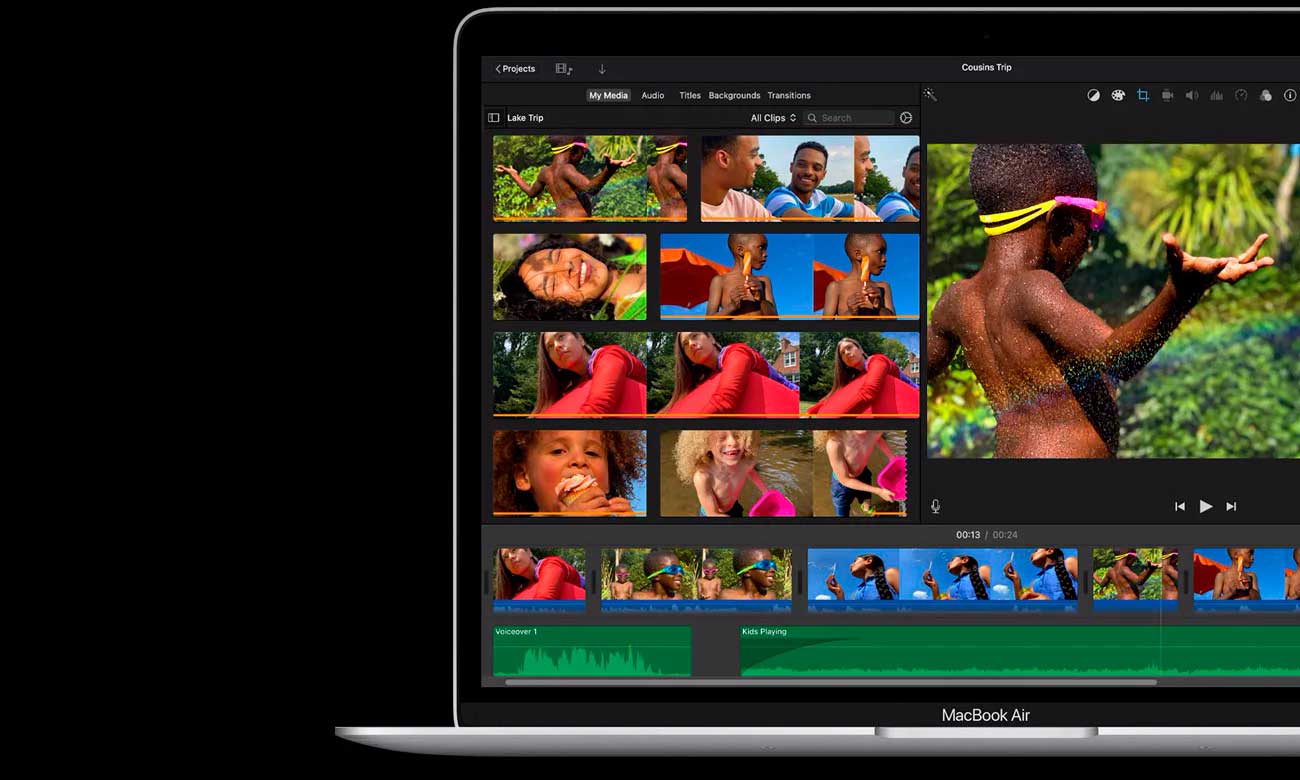 Projects
Cousins Trip
My Media Audio Titles Backgrounds Transitions
Lake Trip All Clips Search
00:13 / 00:24
Voiceover 1 Kids Playing
MacBook Air